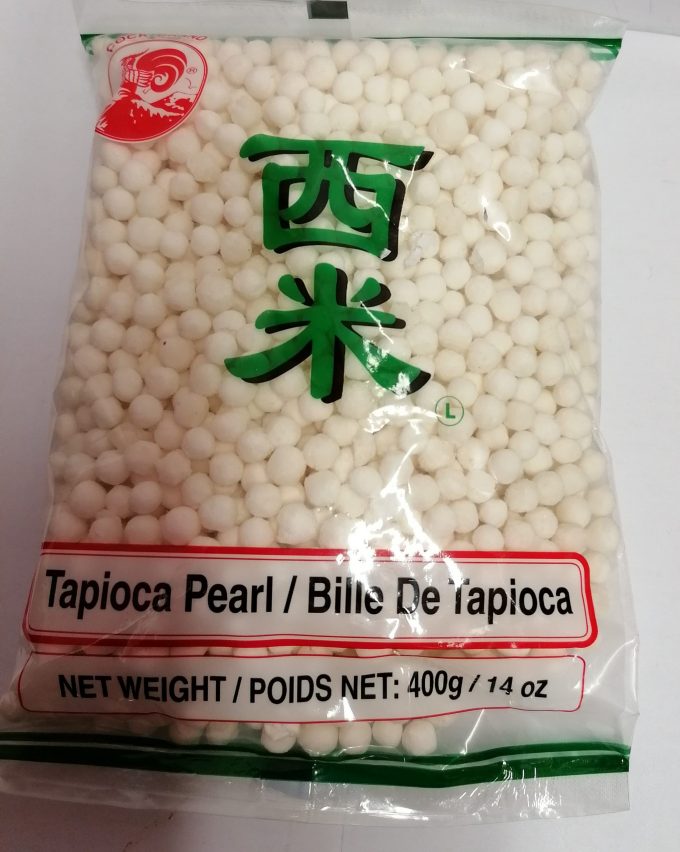 ®
西
米
L
Tapioca Pearl / Bille De Tapioca
NET WEIGHT / POIDS NET: 400g / 14 oz